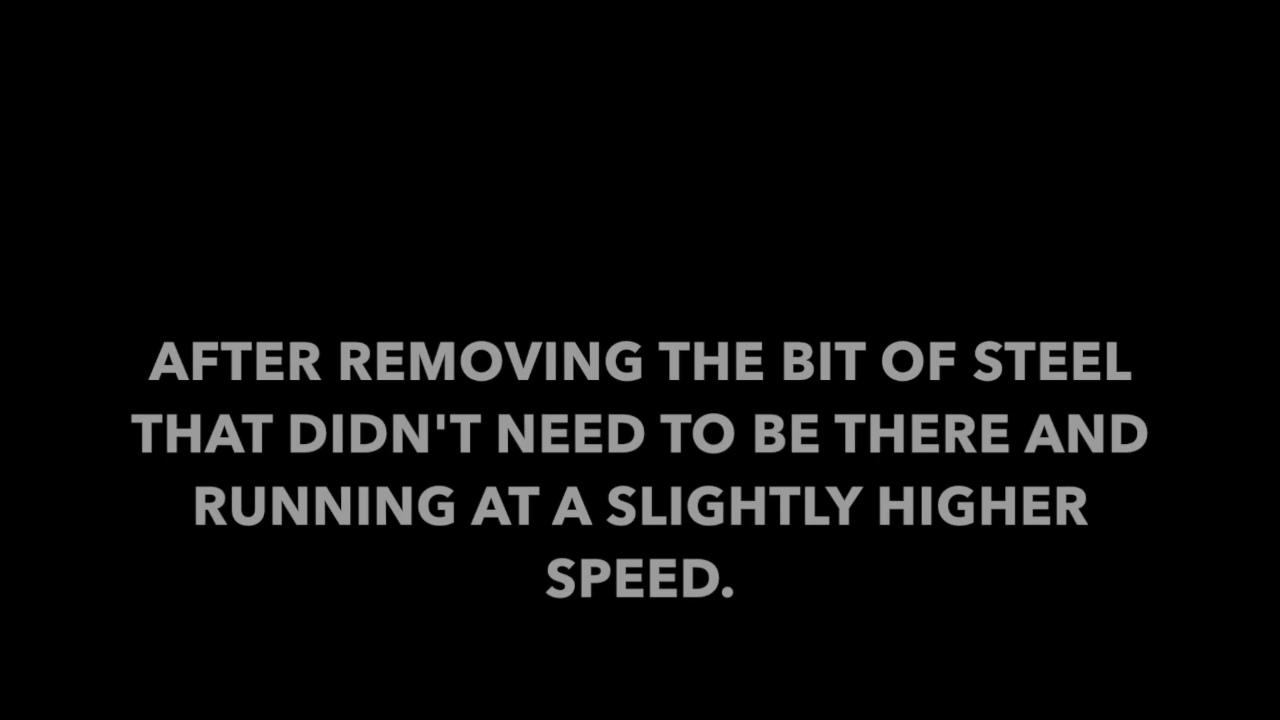 AFTER REMOVING THE BIT OF STEEL
THAT DIDN'T NEED TO BE THERE AND
RUNNING AT A SLIGHTLY HIGHER
SPEED.